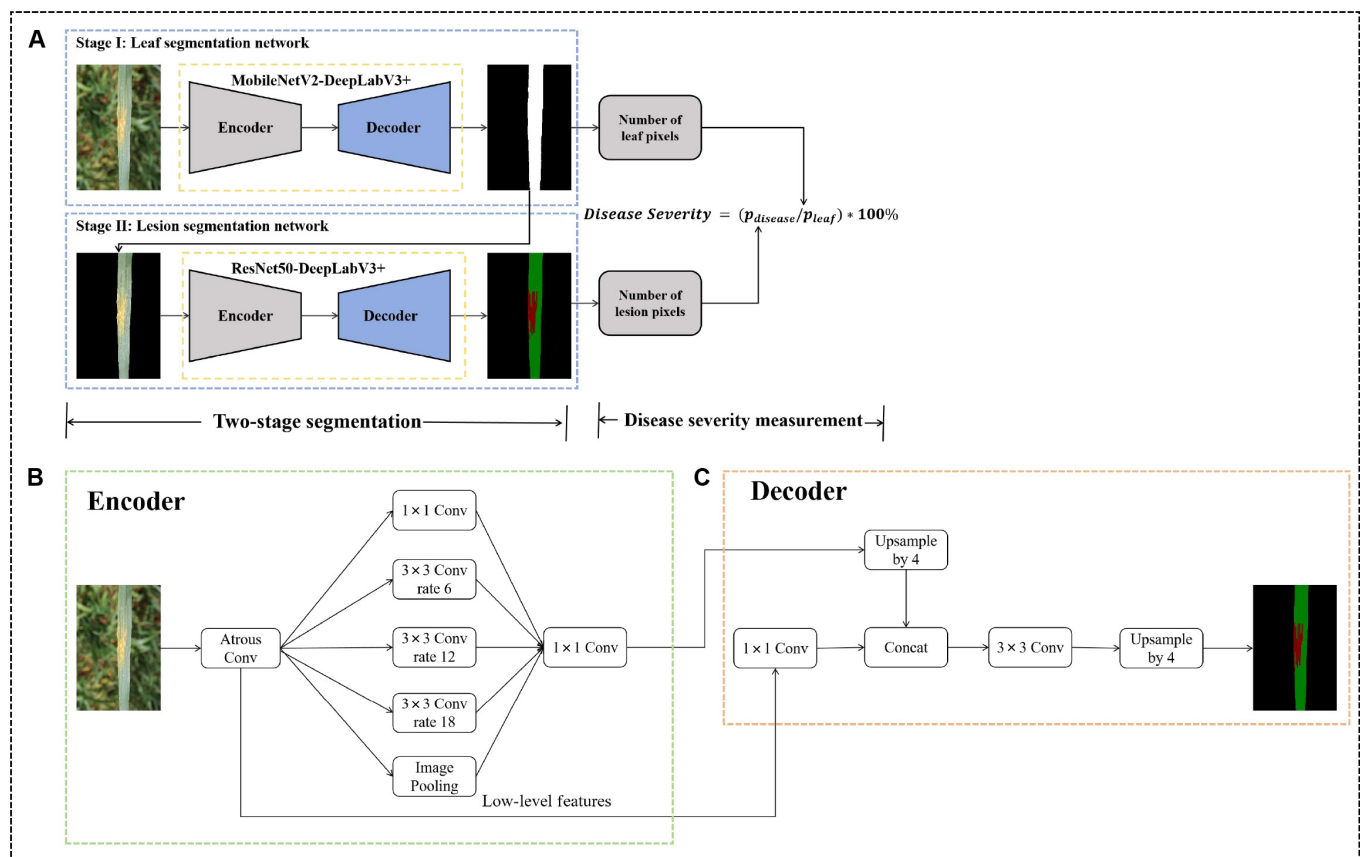 A
Stage I: Leaf segmentation network
MobileNetV2-DeepLabV3+
Encoder
Decoder
Number of
leaf pixels
Disease Severity = (p_disease/p_leaf) * 100%
Stage II: Lesion segmentation network
ResNet50-DeepLabV3+
Encoder
Decoder
Number of
lesion pixels
Two-stage segmentation
Disease severity measurement
B
Encoder
Atrous
Conv
1 × 1 Conv
3 × 3 Conv
rate 6
3 × 3 Conv
rate 12
3 × 3 Conv
rate 18
Image
Pooling
1 × 1 Conv
Low-level features
C
Decoder
Upsample
by 4
1 × 1 Conv
Concat
3 × 3 Conv
Upsample
by 4